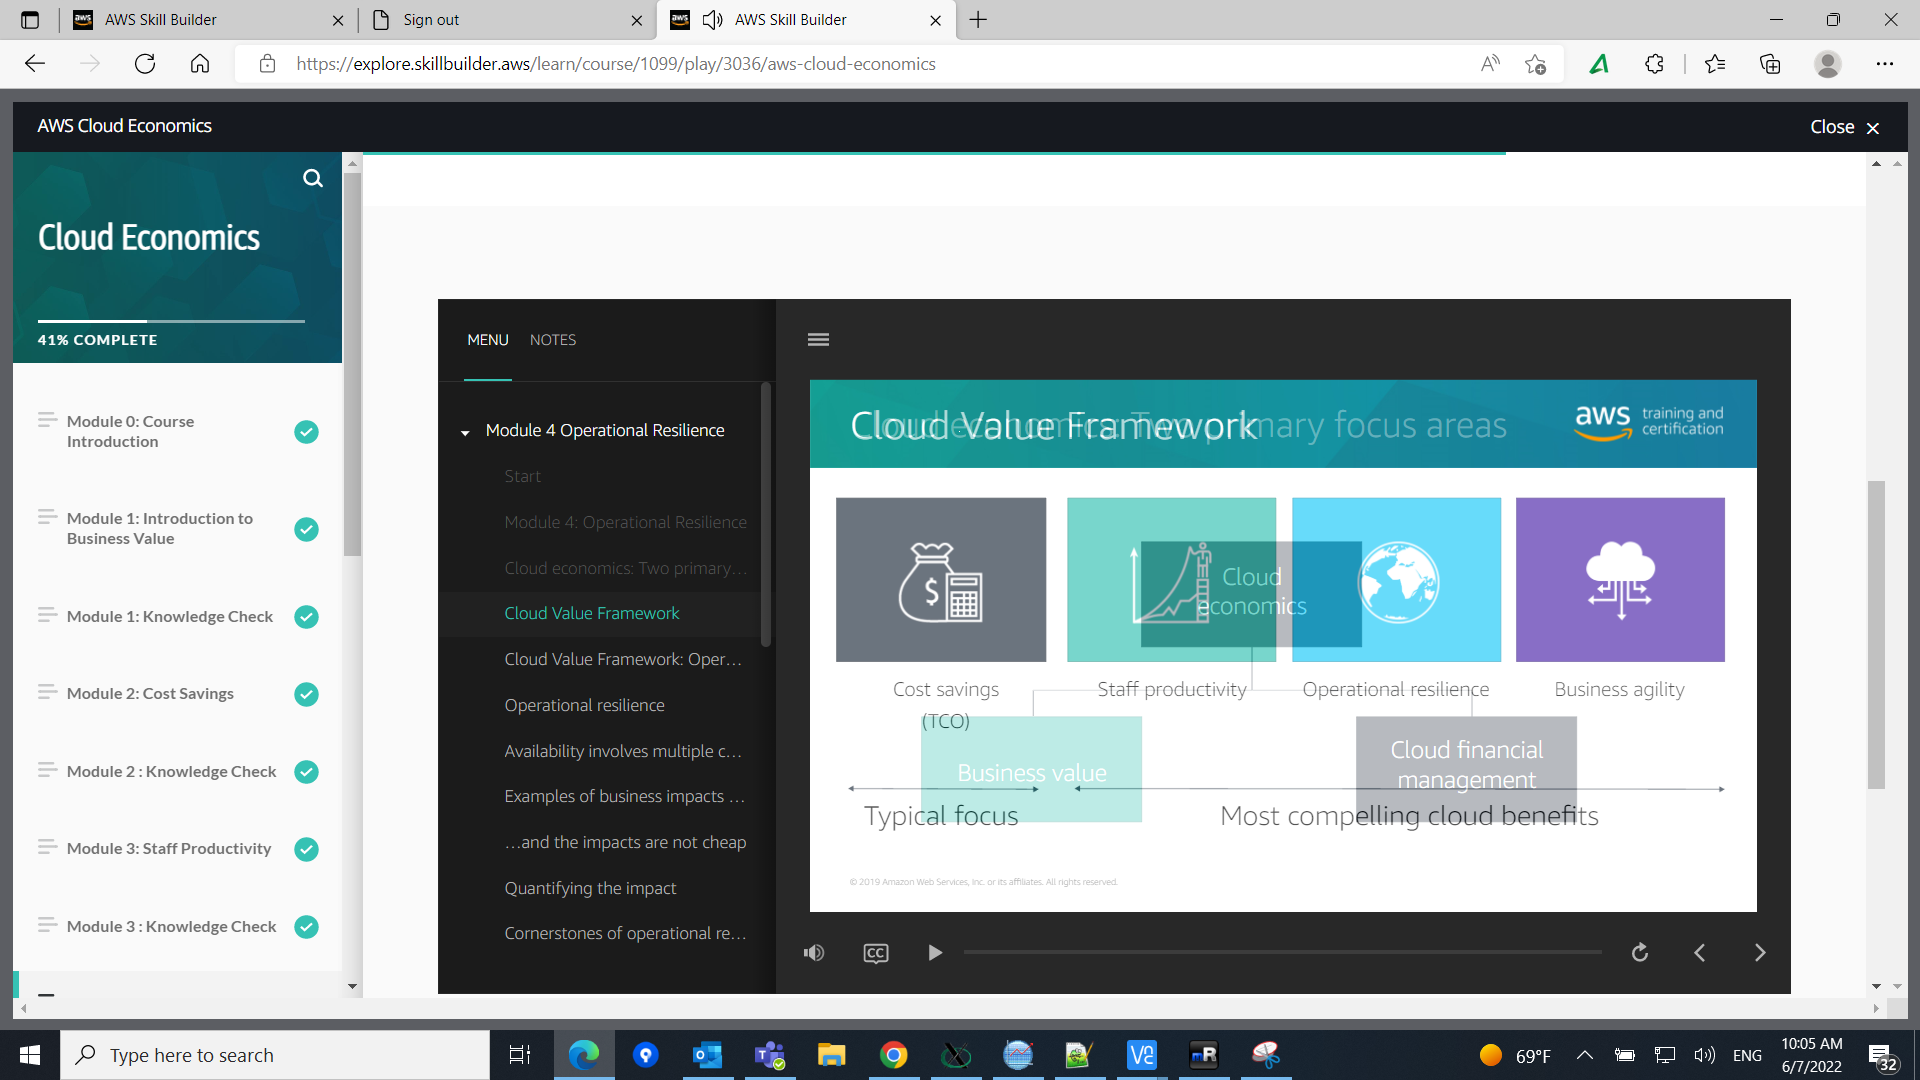 AWS Skill Builder
Sign out
AWS Skill Builder
https://explore.skillbuilder.aws/learn/course/1099/play/3036/aws-cloud-economics
AWS Cloud Economics
Close
Cloud Economics
41% COMPLETE
Module 0: Course
Introduction
Module 1: Introduction to
Business Value
Module 1: Knowledge Check
Module 2: Cost Savings
Module 2 : Knowledge Check
Module 3: Staff Productivity
Module 3 : Knowledge Check
MENU
NOTES
Module 4 Operational Resilience
Start
Module 4: Operational Resilience
Cloud economics: Two primary...
Cloud Value Framework
Cloud Value Framework: Oper...
Operational resilience
Availability involves multiple c...
Examples of business impacts ...
...and the impacts are not cheap
Quantifying the impact
Cornerstones of operational re...
Cloud Value Framework
Cloud economics: Two primary focus areas
aws training and
certification
Cloud
economics
Cost savings
(TCO)
Staff productivity
Operational resilience
Business agility
Business value
Cloud financial
management
Typical focus
Most compelling cloud benefits
© 2019 Amazon Web Services, Inc. or its affiliates. All rights reserved.
CC
Type here to search
69°F
ENG
10:05 AM
6/7/2022
32